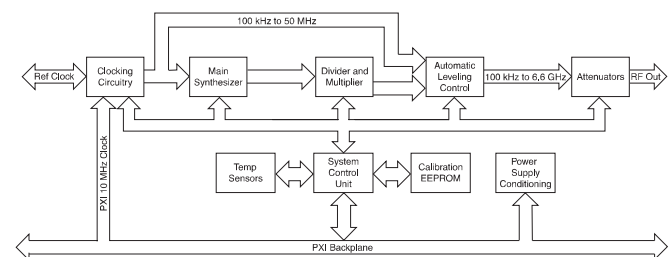 100 kHz to 50 MHz
Ref Clock
Clocking
Circuitry
Main
Synthesizer
Divider and
Multiplier
Automatic
Leveling
Control
100 kHz to 6,6 GHz
Attenuators
RF Out
PXI 10 MHz Clock
Temp
Sensors
System
Control
Unit
Calibration
EEPROM
Power
Supply
Conditioning
PXI Backplane